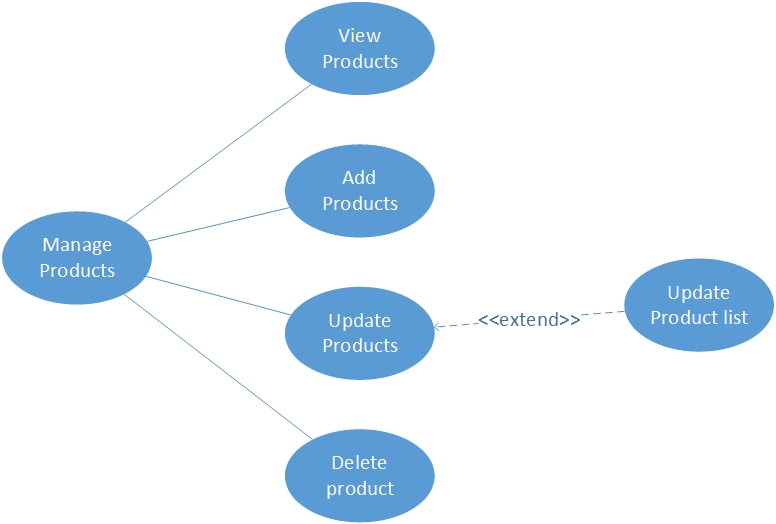 View
Products
Add
Products
Manage
Products
Update
Products
<<extend>>
Update
Product list
Delete
product